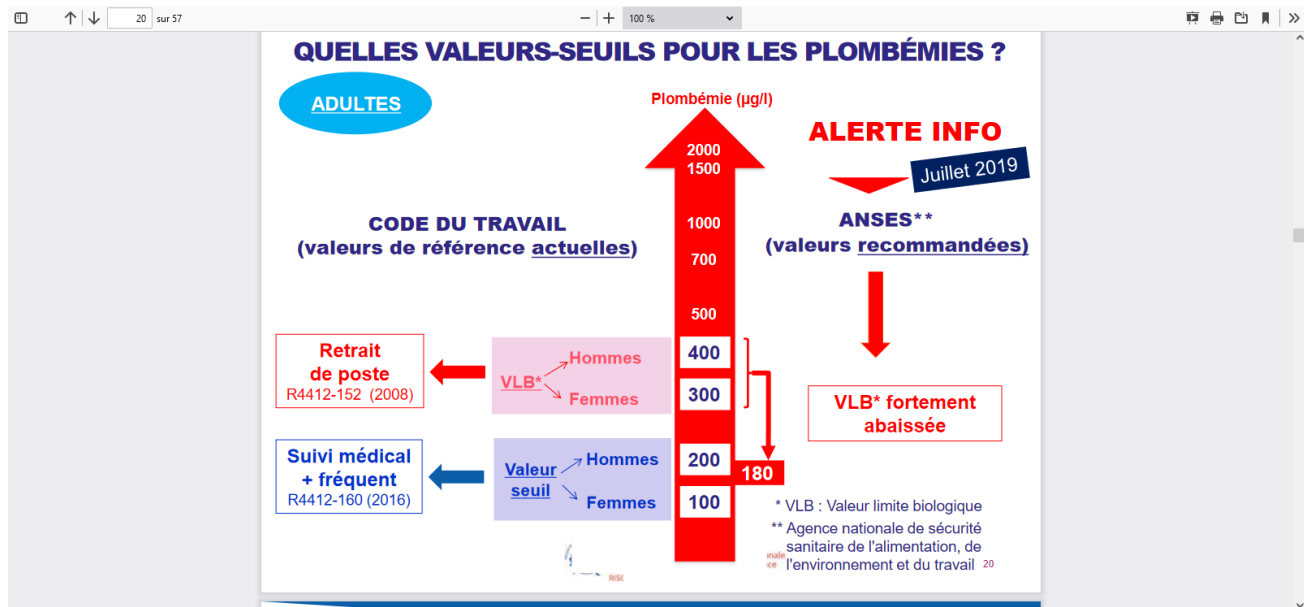 20 sur 57
100 %
QUELLES VALEURS-SEUILS POUR LES PLOMBÉMIES ?
ADULTES
Plombémie (µg/l)
ALERTE INFO
Juillet 2019
2000
1500
CODE DU TRAVAIL
(valeurs de référence actuelles)
1000
700
500
ANSES**
(valeurs recommandées)
Retrait
de poste
R4412-152 (2008)
VLB*
Hommes
Femmes
400
300
VLB* fortement
abaissée
Suivi médical
+ fréquent
R4412-160 (2016)
Valeur
seuil
Hommes
Femmes
200
100
180
* VLB : Valeur limite biologique
** Agence nationale de sécurité
sanitaire de l'alimentation, de
l'environnement et du travail
20
nale
ce
RISC